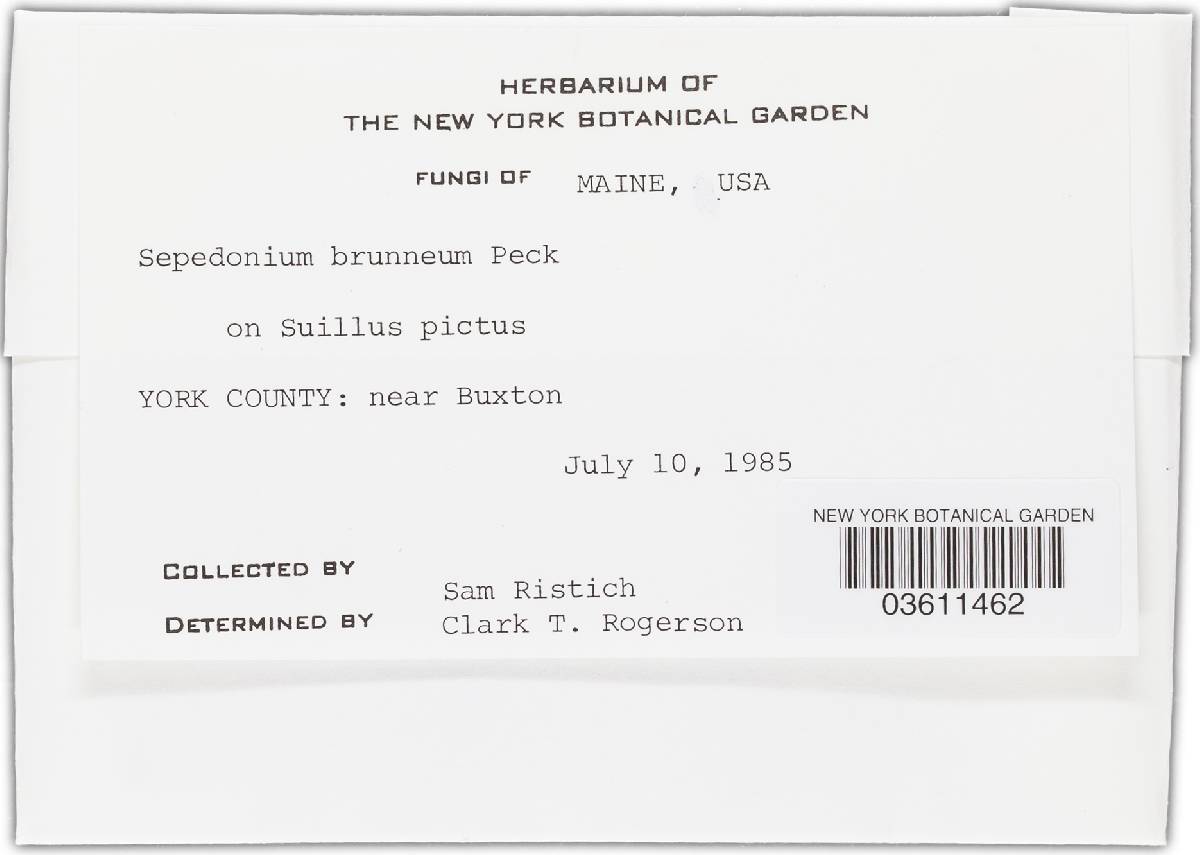 HERBARIUM OF
THE NEW YORK BOTANICAL GARDEN
FUNGI OF MAINE, USA
Sepedonium brunneum Peck
on Suillus pictus
YORK COUNTY: near Buxton
July 10, 1985
NEW YORK BOTANICAL GARDEN
03611462
COLLECTED BY Sam Ristich
DETERMINED BY Clark T. Rogerson